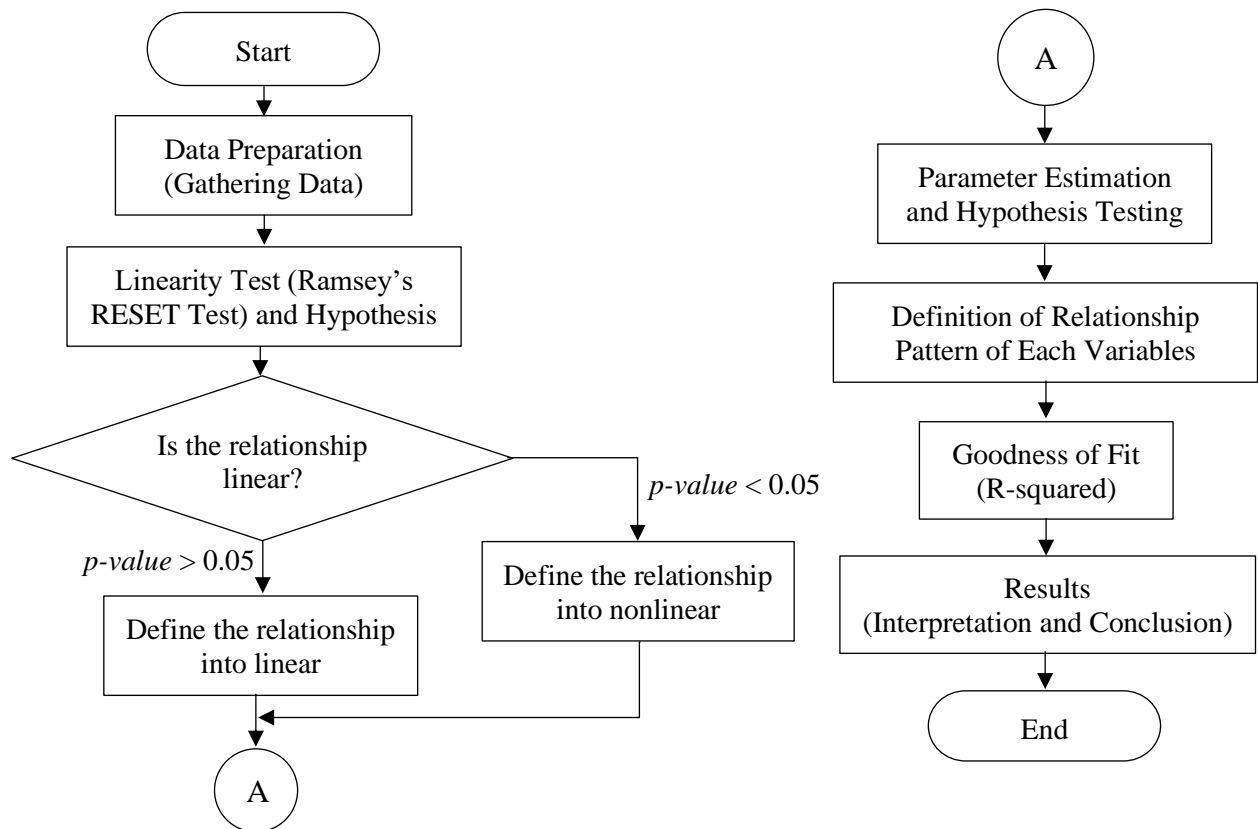 Start
Data Preparation
(Gathering Data)
Linearity Test (Ramsey's
RESET Test) and Hypothesis
Is the relationship
linear?
p-value < 0.05
p-value > 0.05
Define the relationship
into nonlinear
Define the relationship
into linear
A
A
Parameter Estimation
and Hypothesis Testing
Definition of Relationship
Pattern of Each Variables
Goodness of Fit
(R-squared)
Results
(Interpretation and Conclusion)
End